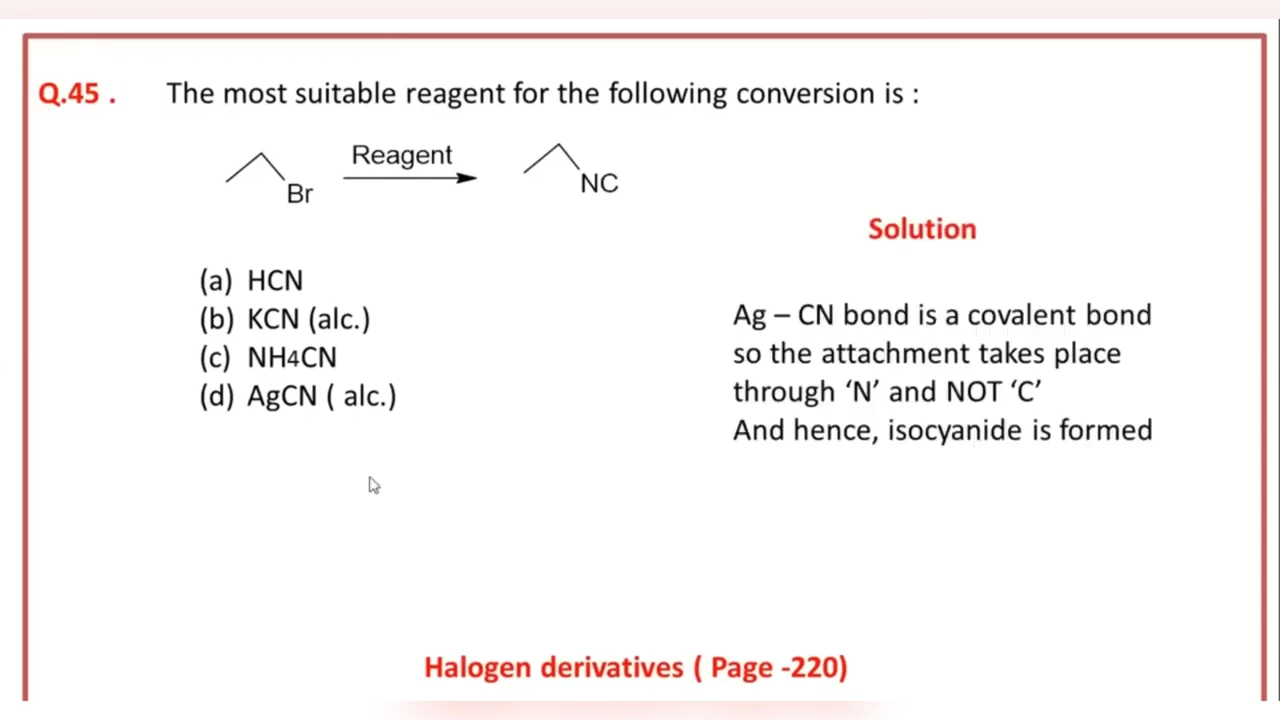 Q.45 . The most suitable reagent for the following conversion is :
Reagent
Br
NC
Solution
(a) HCN
(b) KCN (alc.)
(c) NH4CN
(d) AgCN ( alc.)
Ag – CN bond is a covalent bond
so the attachment takes place
through ‘N’ and NOT ‘C’
And hence, isocyanide is formed
Halogen derivatives ( Page -220)